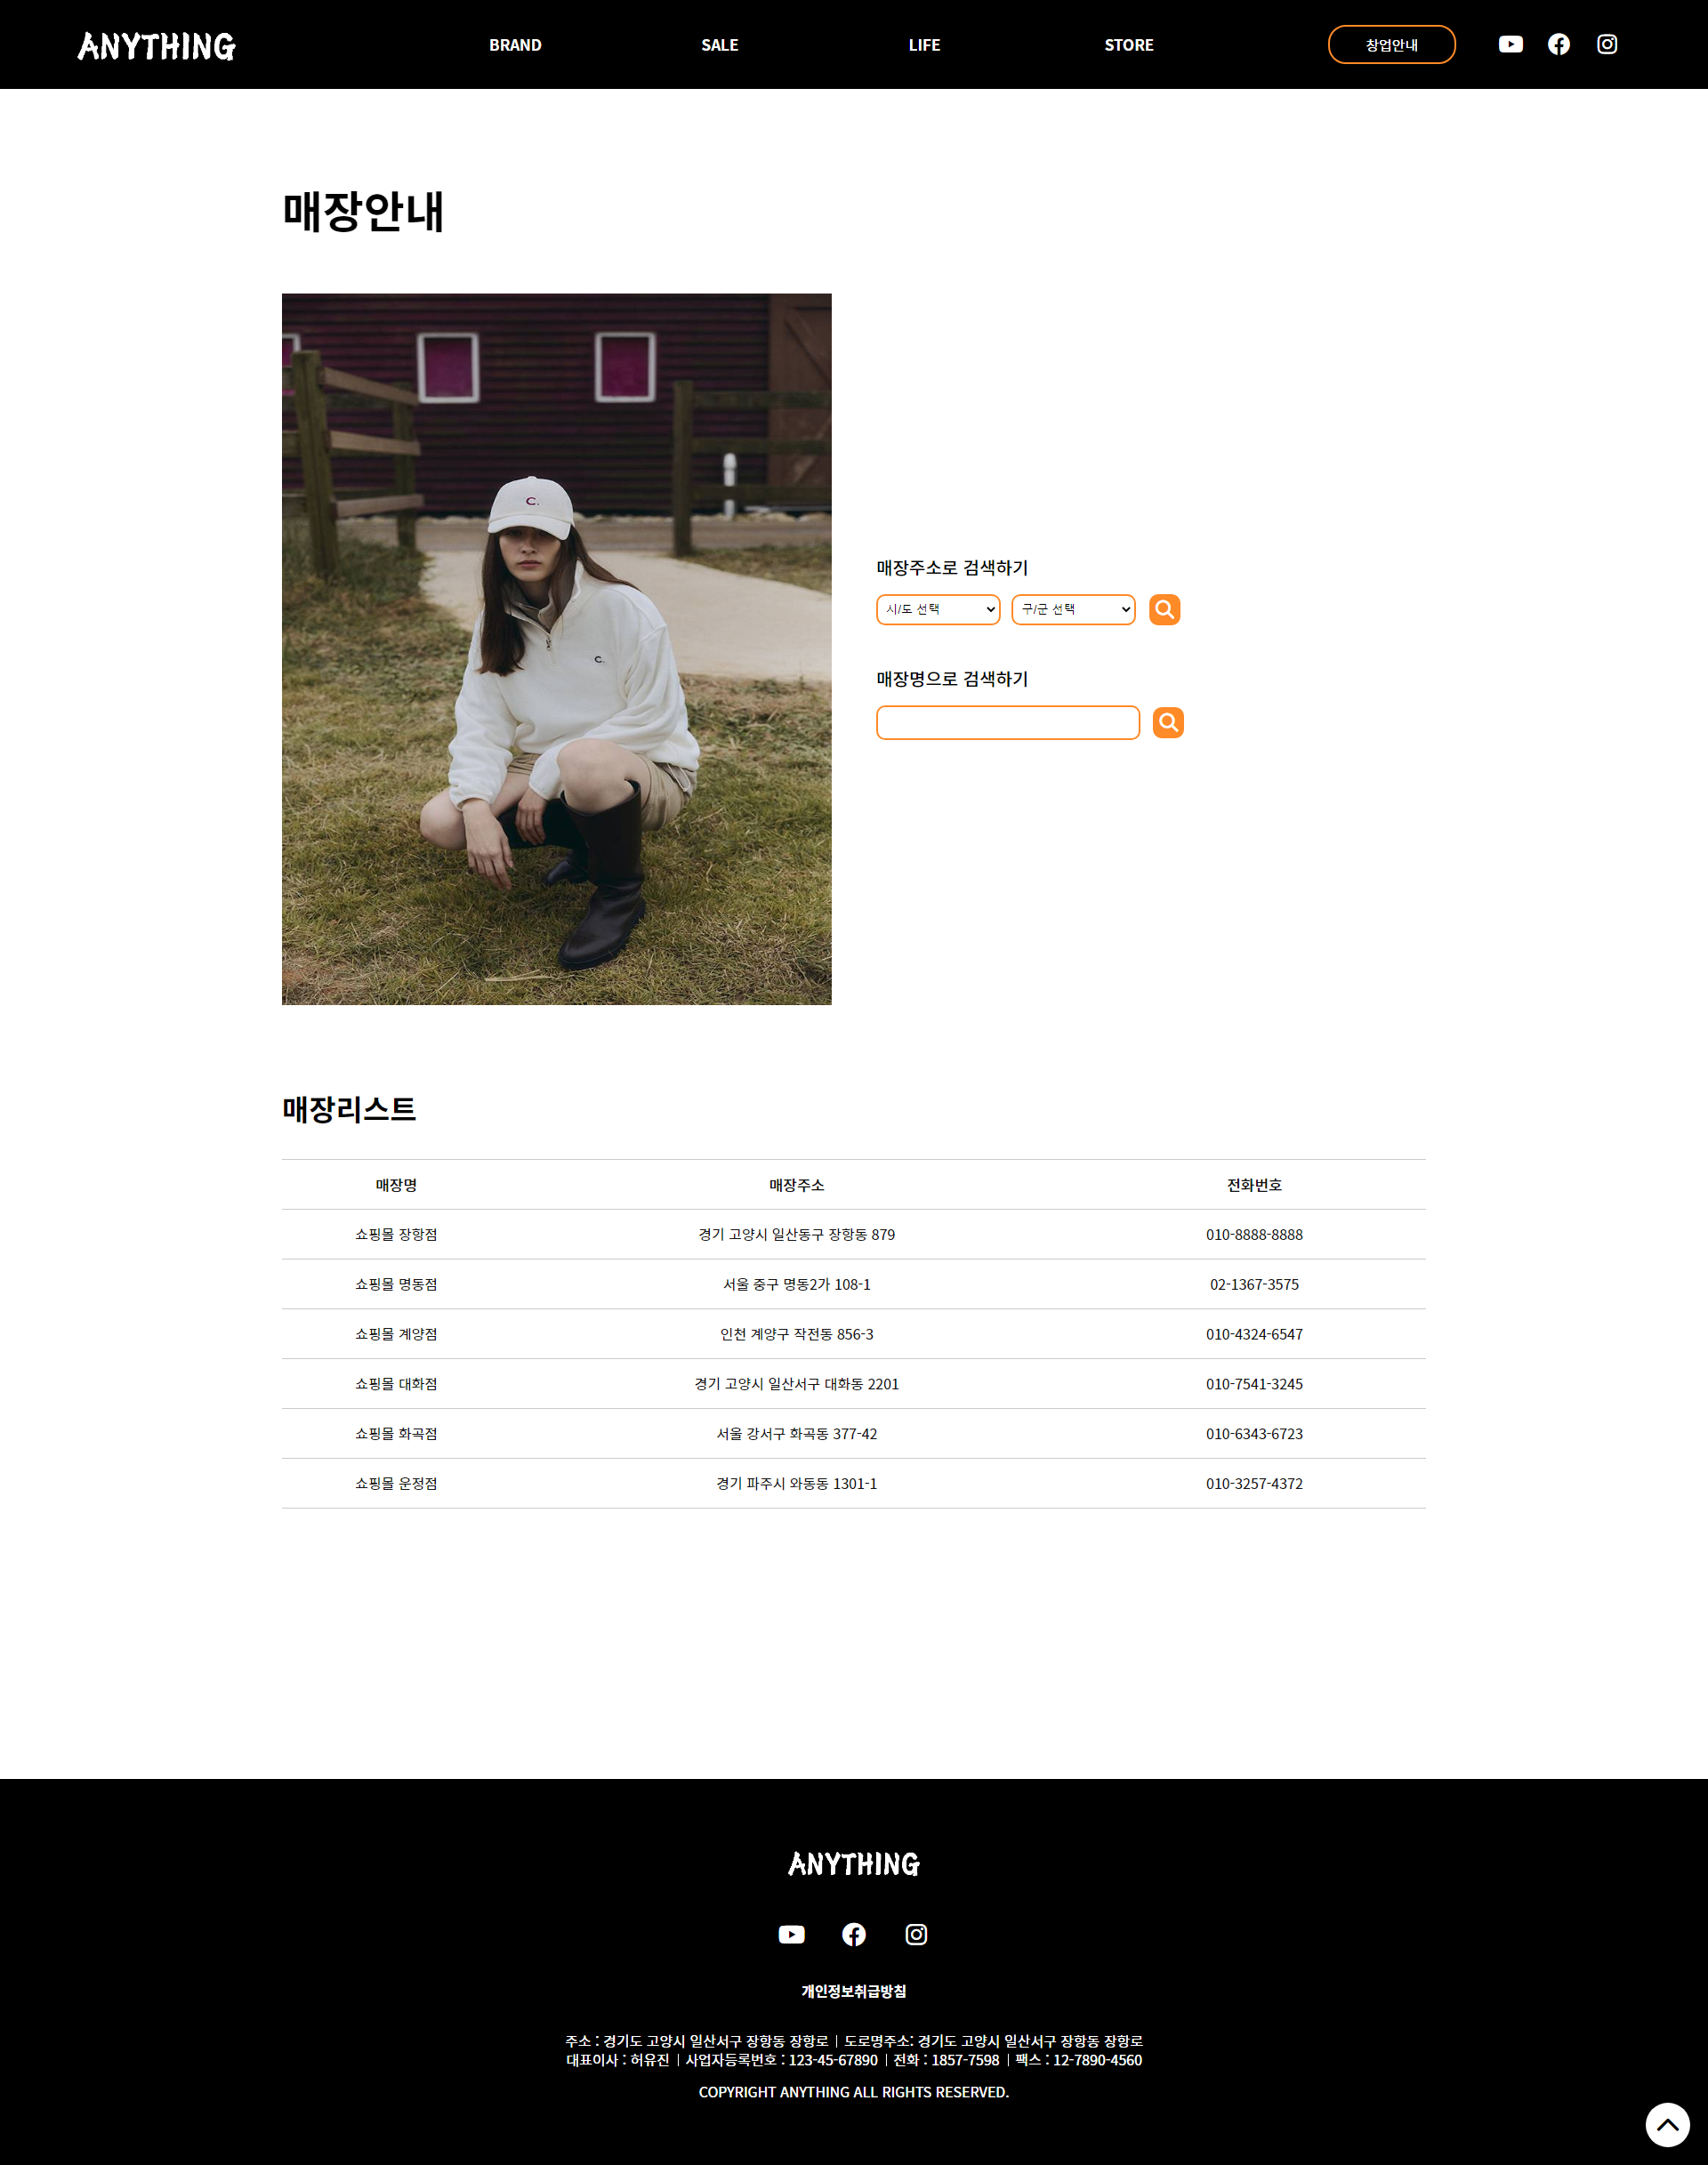 ANYTHING BRAND SALE LIFE STORE 창업안내
매장안내
C.
C.
매장주소로 검색하기
시/도 선택 구/군 선택
매장명으로 검색하기
매장리스트
매장명 매장주소 전화번호
쇼핑몰 장항점 경기 고양시 일산동구 장항동 879 010-8888-8888
쇼핑몰 명동점 서울 중구 명동2가 108-1 02-1367-3575
쇼핑몰 계양점 인천 계양구 작전동 856-3 010-4324-6547
쇼핑몰 대화점 경기 고양시 일산서구 대화동 2201 010-7541-3245
쇼핑몰 화곡점 서울 강서구 화곡동 377-42 010-6343-6723
쇼핑몰 운정점 경기 파주시 와동동 1301-1 010-3257-4372
ANYTHING
개인정보취급방침
주소 : 경기도 고양시 일산서구 장항동 장항로ㅣ도로명주소: 경기도 고양시 일산서구 장항동 장항로
대표이사 : 허유진ㅣ사업자등록번호 : 123-45-67890ㅣ전화 : 1857-7598ㅣ팩스 : 12-7890-4560
COPYRIGHT ANYTHING ALL RIGHTS RESERVED.